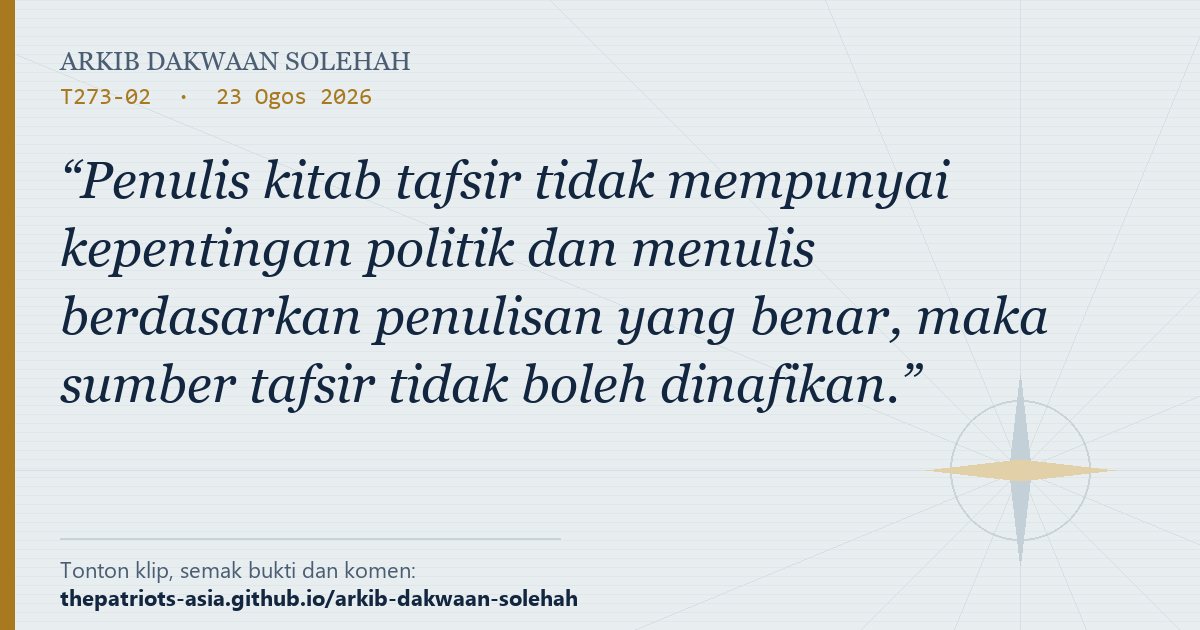 ARKIB DAKWAAN SOLEHAH
T273-02 · 23 Ogos 2026
“Penulis kitab tafsir tidak mempunyai
kepentingan politik dan menulis
berdasarkan penulisan yang benar, maka
sumber tafsir tidak boleh dinafikan.”
Tonton klip, semak bukti dan komen:
thepatriots-asia.github.io/arkib-dakwaan-solehah